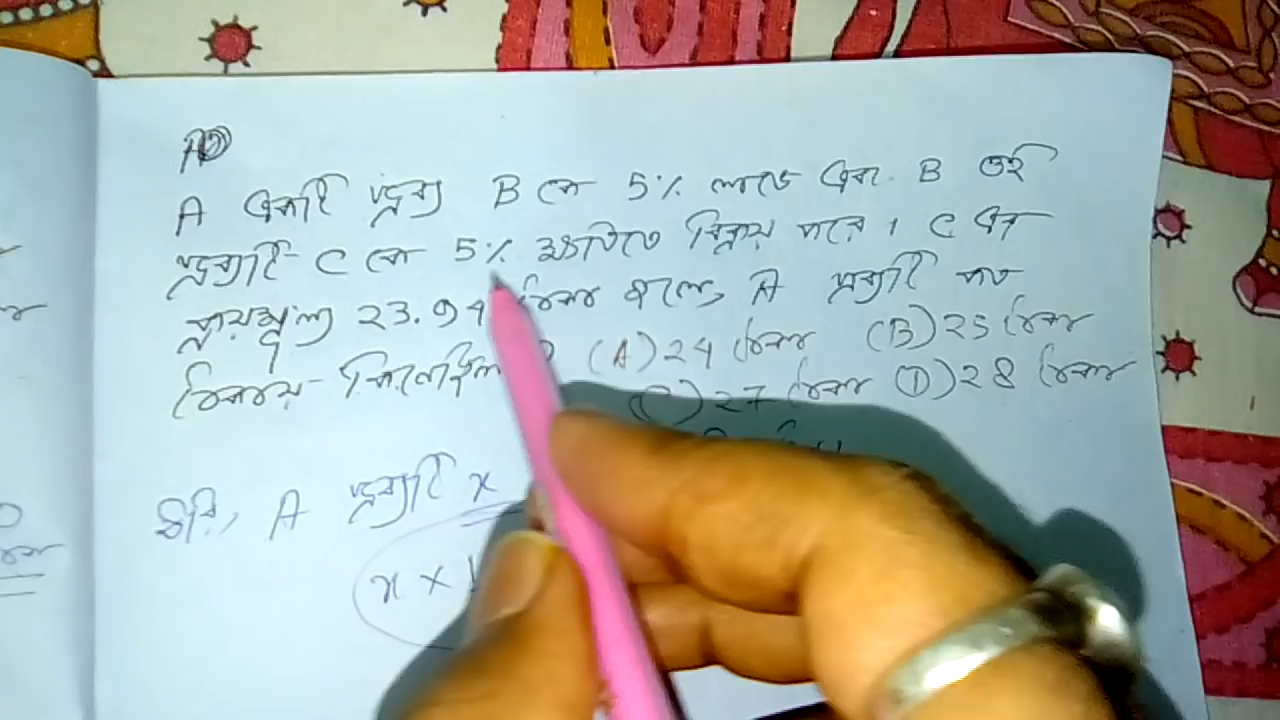 A একটি দ্রব্য B কে 5% লাভে এবং B ওই
দ্রব্যটি C কে 5% ক্ষতিতে বিক্রয় করে। C এর
ক্রয়মূল্য 23.94 টাকা হলে, A দ্রব্যটি কত
টাকায় কিনেছিল (A) 24 টাকা (B) 25 টাকা
(C) 27 টাকা (D) 28 টাকা
ধরি, A দ্রব্যটি x
x ×